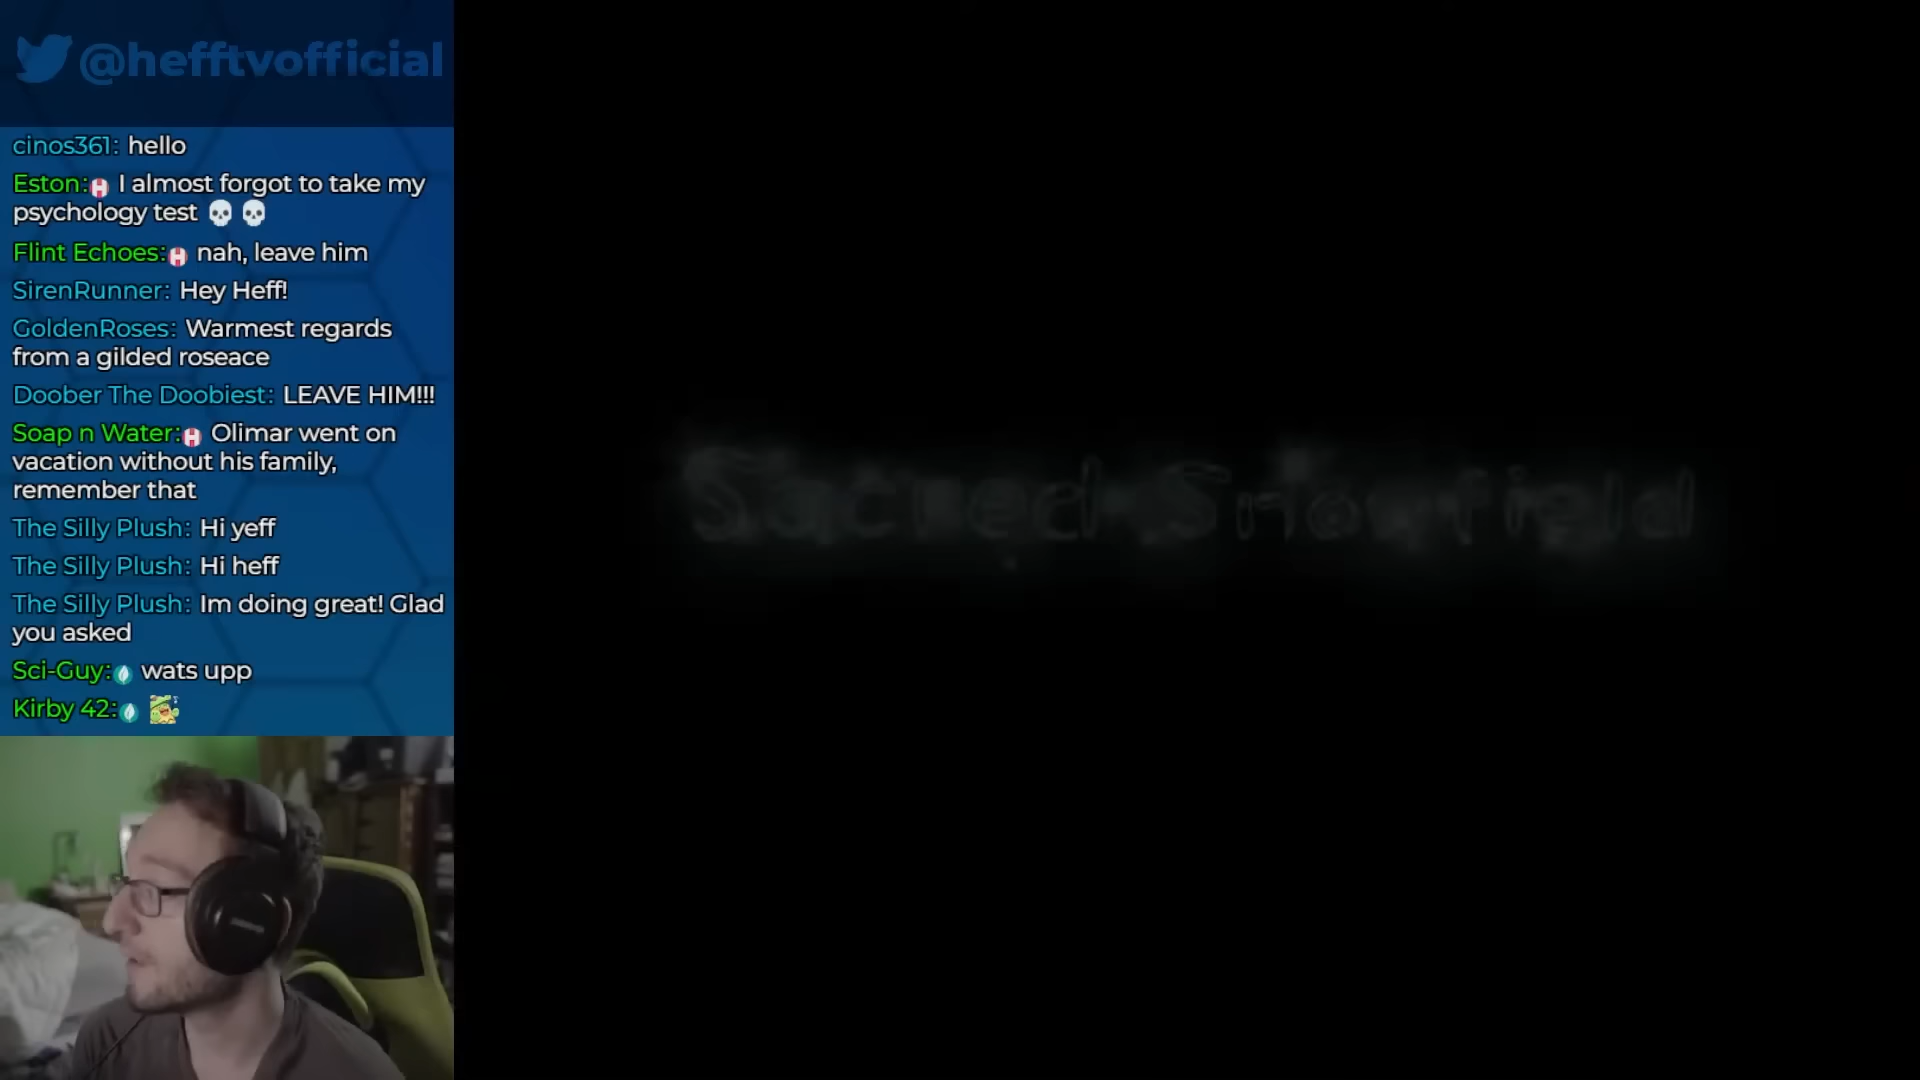 @hefftvofficial
cinos361: hello
Eston: I almost forgot to take my
psychology test 💀 💀
Flint Echoes: nah, leave him
SirenRunner: Hey Heff!
GoldenRoses: Warmest regards
from a gilded roseace
Doober The Doobiest: LEAVE HIM!!!
Soap n Water: Olimar went on
vacation without his family,
remember that
The Silly Plush: Hi yeff
The Silly Plush: Hi heff
The Silly Plush: Im doing great! Glad
you asked
Sci-Guy: wats upp
Kirby 42:
Sacred Snowfield